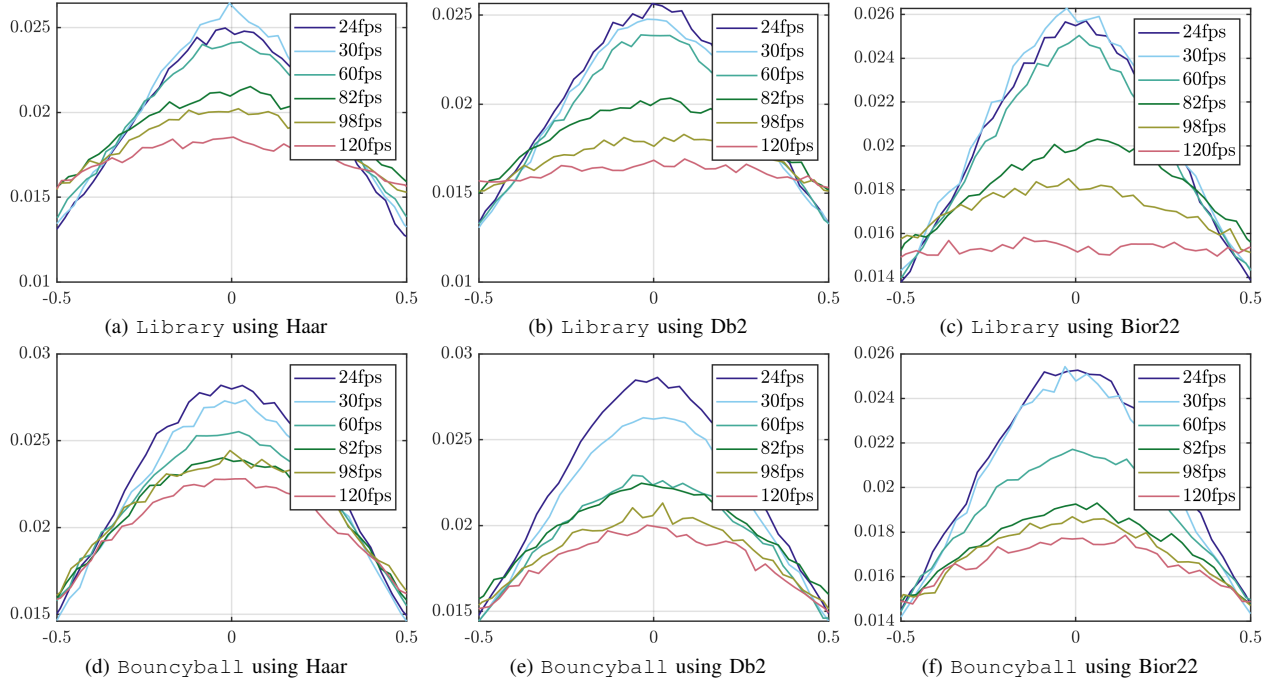 0.025
0.02
0.015
0.01
-0.5 0 0.5
24fps
30fps
60fps
82fps
98fps
120fps
(a) Library using Haar
0.025
0.02
0.015
0.01
-0.5 0 0.5
24fps
30fps
60fps
82fps
98fps
120fps
(b) Library using Db2
0.026
0.024
0.022
0.02
0.018
0.016
0.014
-0.5 0 0.5
24fps
30fps
60fps
82fps
98fps
120fps
(c) Library using Bior22
0.03
0.025
0.02
0.015
-0.5 0 0.5
24fps
30fps
60fps
82fps
98fps
120fps
(d) Bouncyball using Haar
0.03
0.025
0.02
0.015
-0.5 0 0.5
24fps
30fps
60fps
82fps
98fps
120fps
(e) Bouncyball using Db2
0.026
0.024
0.022
0.02
0.018
0.016
0.014
-0.5 0 0.5
24fps
30fps
60fps
82fps
98fps
120fps
(f) Bouncyball using Bior22